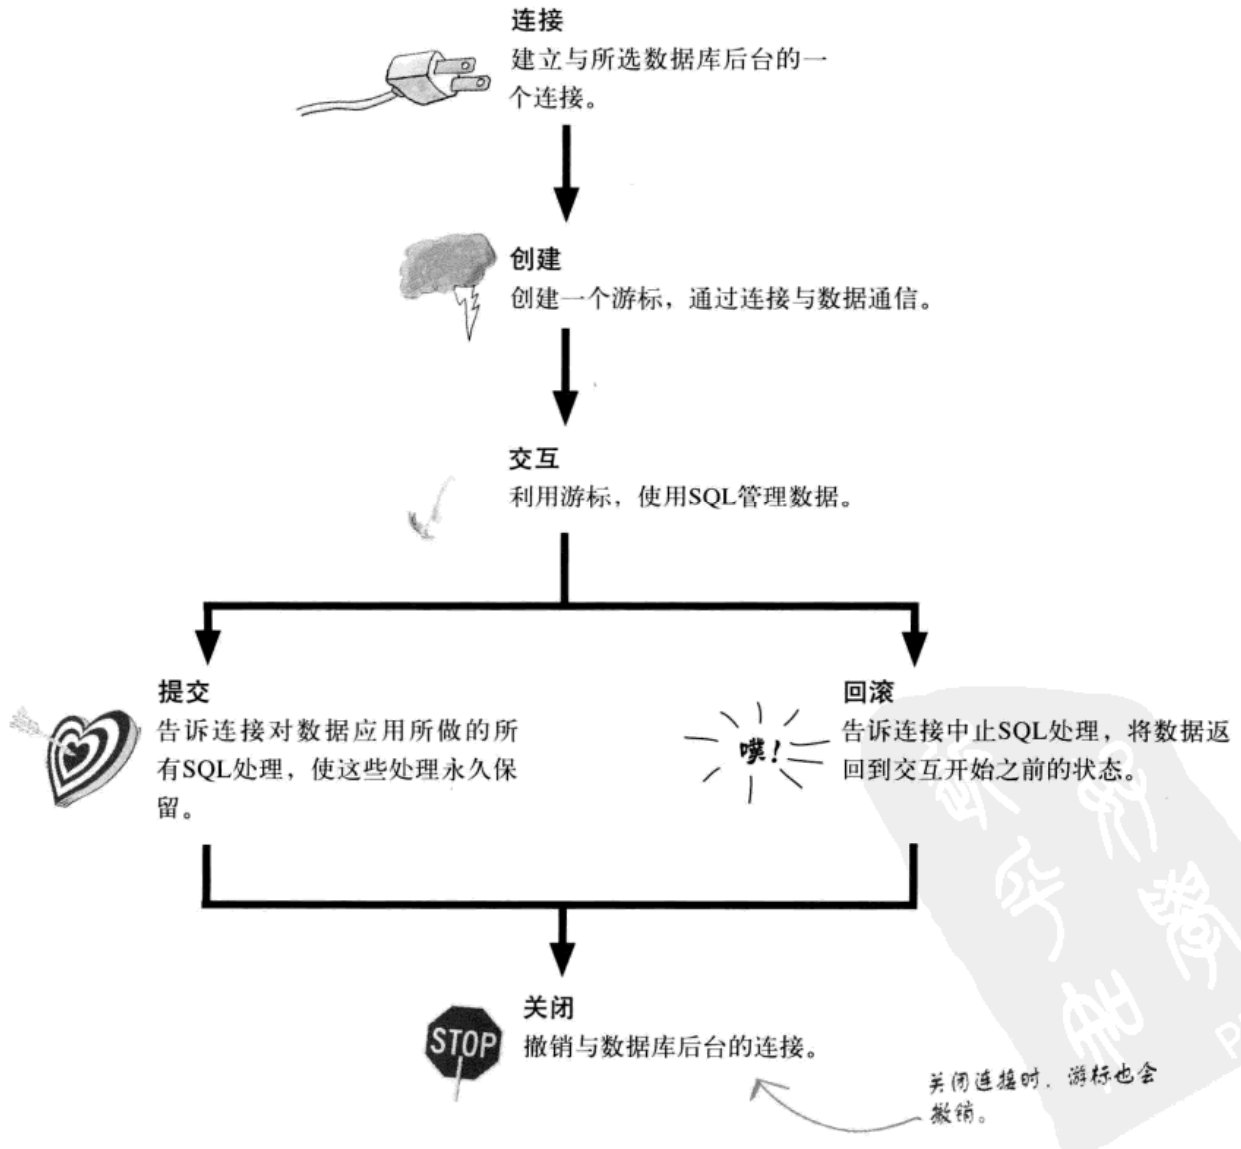 连接
建立与所选数据库后台的一
个连接。
创建
创建一个游标，通过连接与数据通信。
交互
利用游标，使用SQL管理数据。
提交
告诉连接对数据应用所做的所
有SQL处理，使这些处理永久保
留。
回滚
告诉连接中止SQL处理，将数据返
回到交互开始之前的状态。
噗！
关闭
撤销与数据库后台的连接。
STOP
关闭连接时，游标也会
撤销。